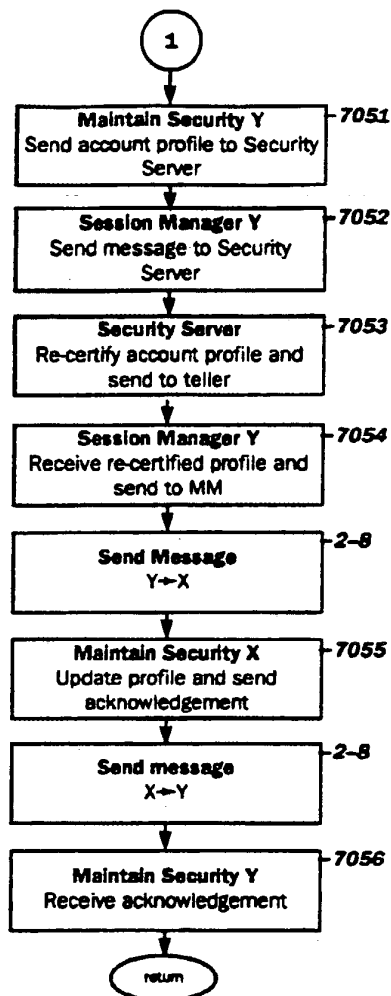 1
Maintain Security Y
Send account profile to Security
Server
7051
Session Manager Y
Send message to Security
Server
7052
Security Server
Re-certify account profile and
send to teller
7053
Session Manager Y
Receive re-certified profile and
send to MM
7054
Send Message
Y→X
2-8
Maintain Security X
Update profile and send
acknowledgement
7055
Send message
X→Y
2-8
Maintain Security Y
Receive acknowledgement
7056
return